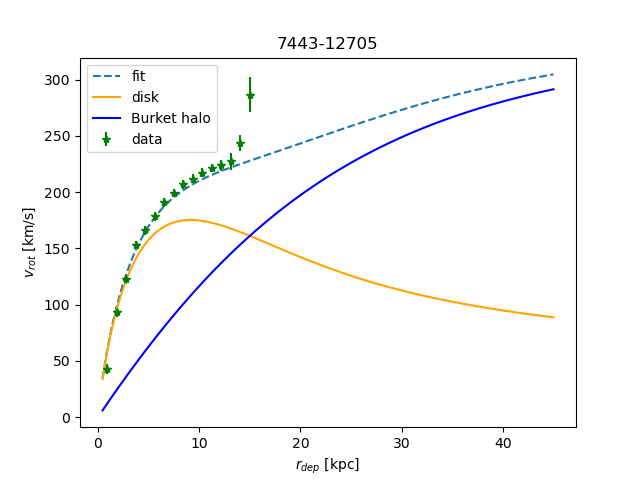 7443-12705
fit
disk
Burket halo
data
300
250
200
150
100
50
0
v_rot [km/s]
0 10 20 30 40
r_dep [kpc]